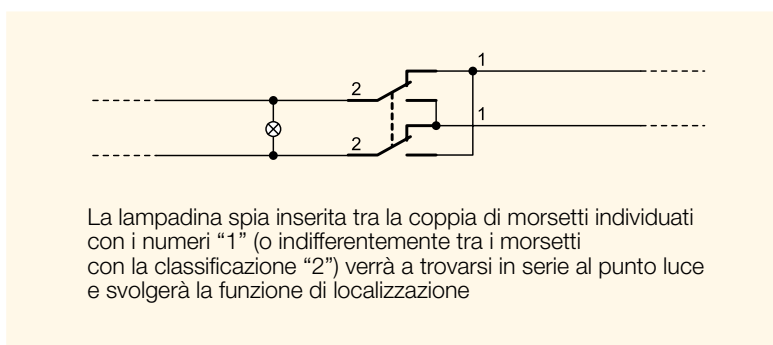 1
2
1
2
La lampadina spia inserita tra la coppia di morsetti individuati
con i numeri “1” (o indifferentemente tra i morsetti
con la classificazione “2”) verrà a trovarsi in serie al punto luce
e svolgerà la funzione di localizzazione